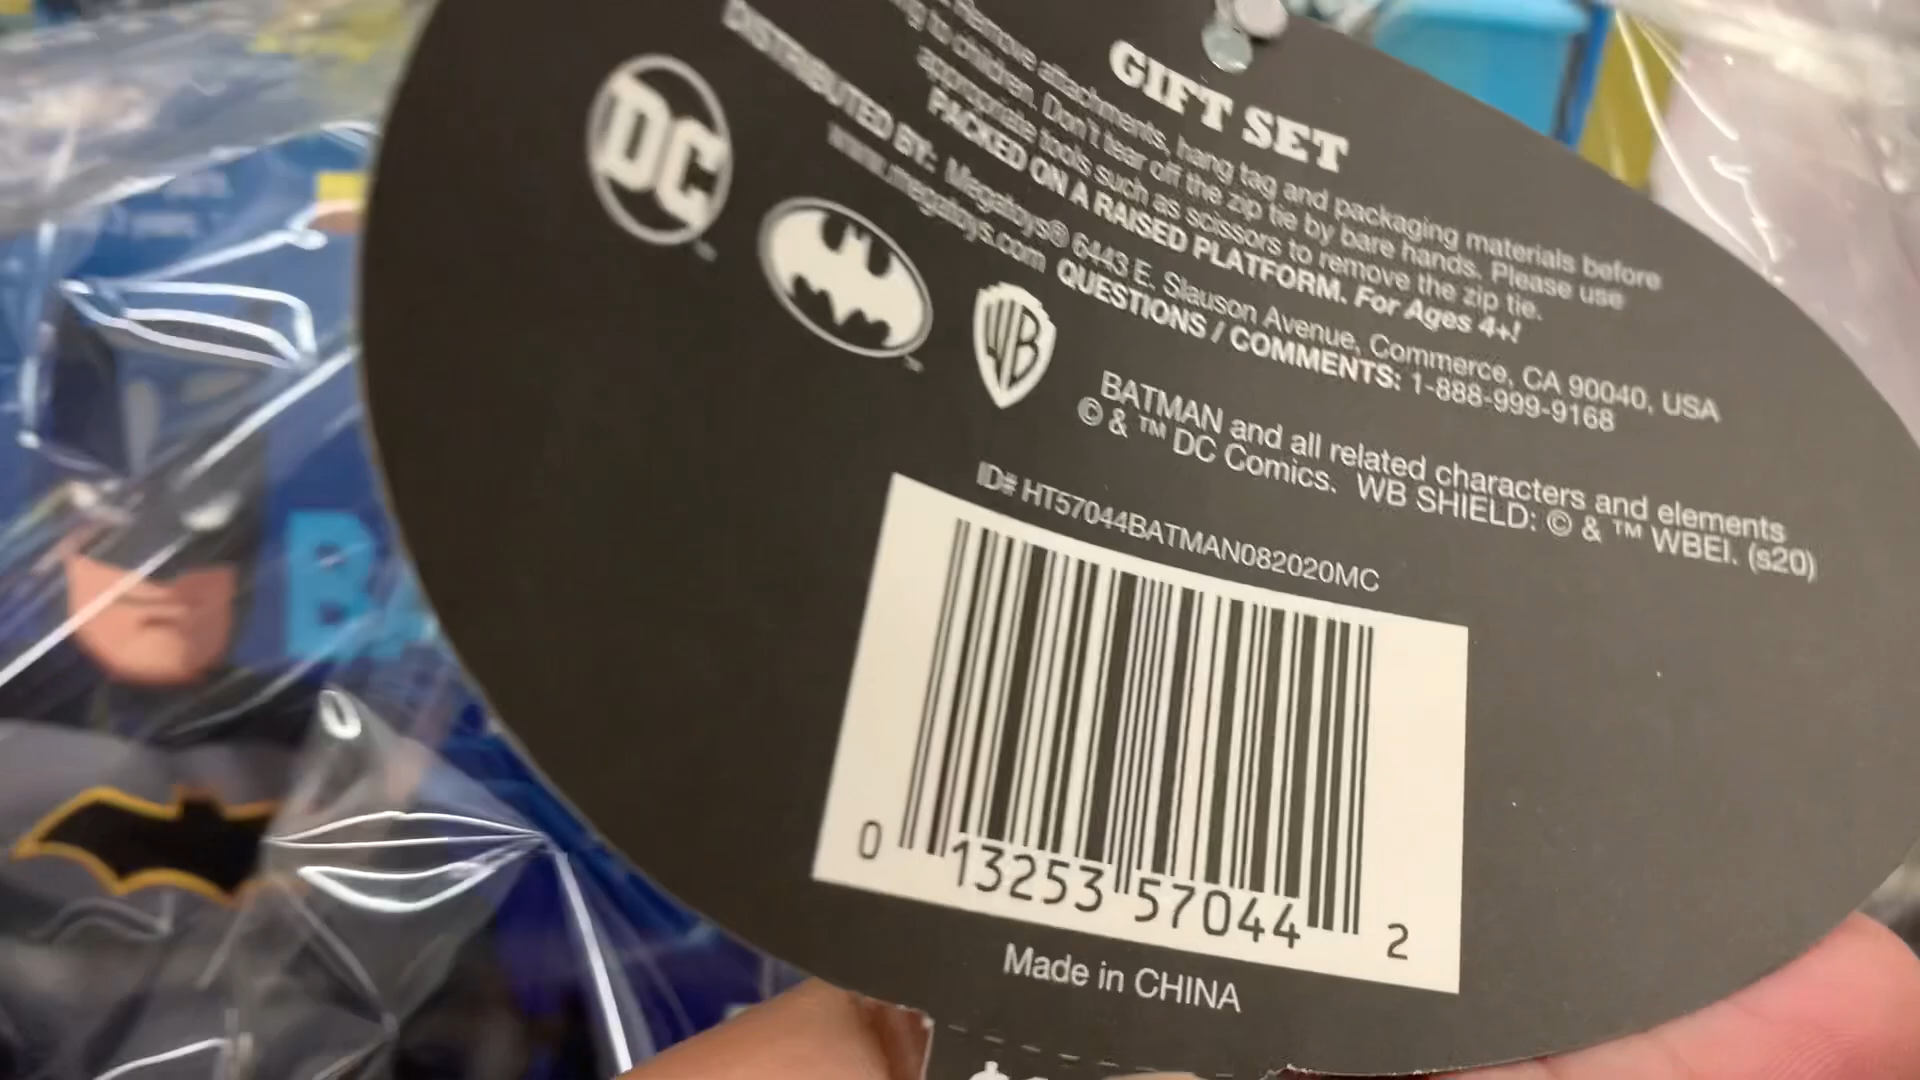 GIFT SET
Remove attachments, hang tag and packaging materials before
to children. Don't tear off the zip tie by bare hands. Please use
appropriate tools such as scissors to remove the zip tie.
PACKED ON A RAISED PLATFORM. For Ages 4+!
DISTRIBUTED BY: Megatoys® 6443 E. Slauson Avenue, Commerce, CA 90040, USA
www.megatoys.com QUESTIONS / COMMENTS: 1-888-999-9168
DC™
WB
BATMAN and all related characters and elements
© & ™ DC Comics. WB SHIELD: © & ™ WBEI. (s20)
ID# HT57044BATMAN082020MC
0 13253 57044 2
Made in CHINA